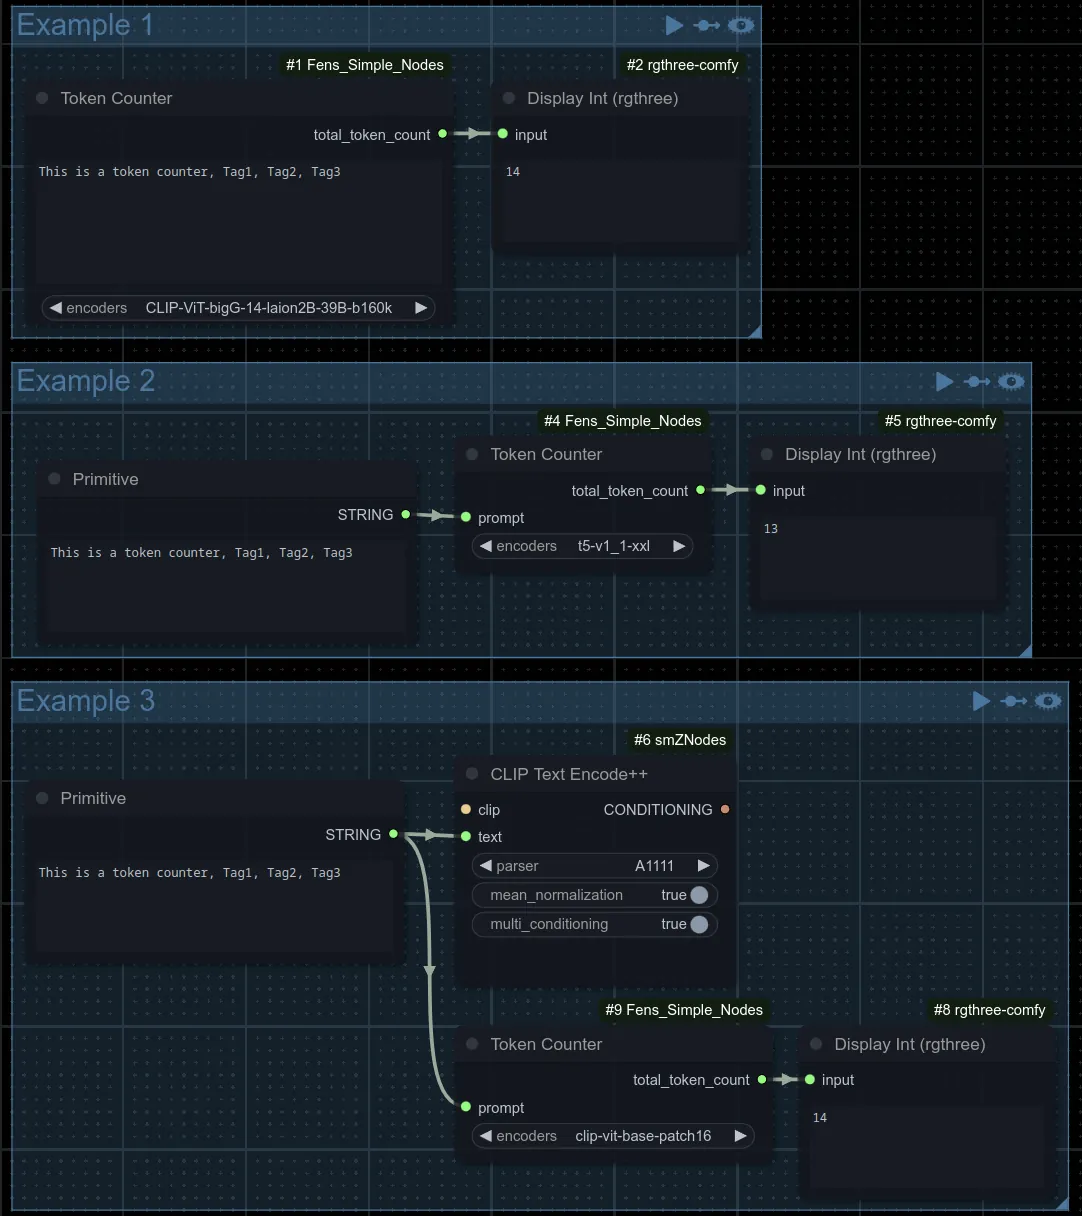 Example 1
#1 Fens_Simple_Nodes
#2 rgthree-comfy
Token Counter
Display Int (rgthree)
total_token_count
input
This is a token counter, Tag1, Tag2, Tag3
14
encoders CLIP-ViT-bigG-14-laion2B-39B-b160k
Example 2
#4 Fens_Simple_Nodes
#5 rgthree-comfy
Primitive
Token Counter
Display Int (rgthree)
STRING
total_token_count
input
prompt
This is a token counter, Tag1, Tag2, Tag3
encoders t5-v1_1-xxl
13
Example 3
#6 smZNodes
Primitive
CLIP Text Encode++
STRING
clip
CONDITIONING
text
This is a token counter, Tag1, Tag2, Tag3
parser A1111
mean_normalization true
multi_conditioning true
#9 Fens_Simple_Nodes
#8 rgthree-comfy
Token Counter
Display Int (rgthree)
total_token_count
input
prompt
14
encoders clip-vit-base-patch16